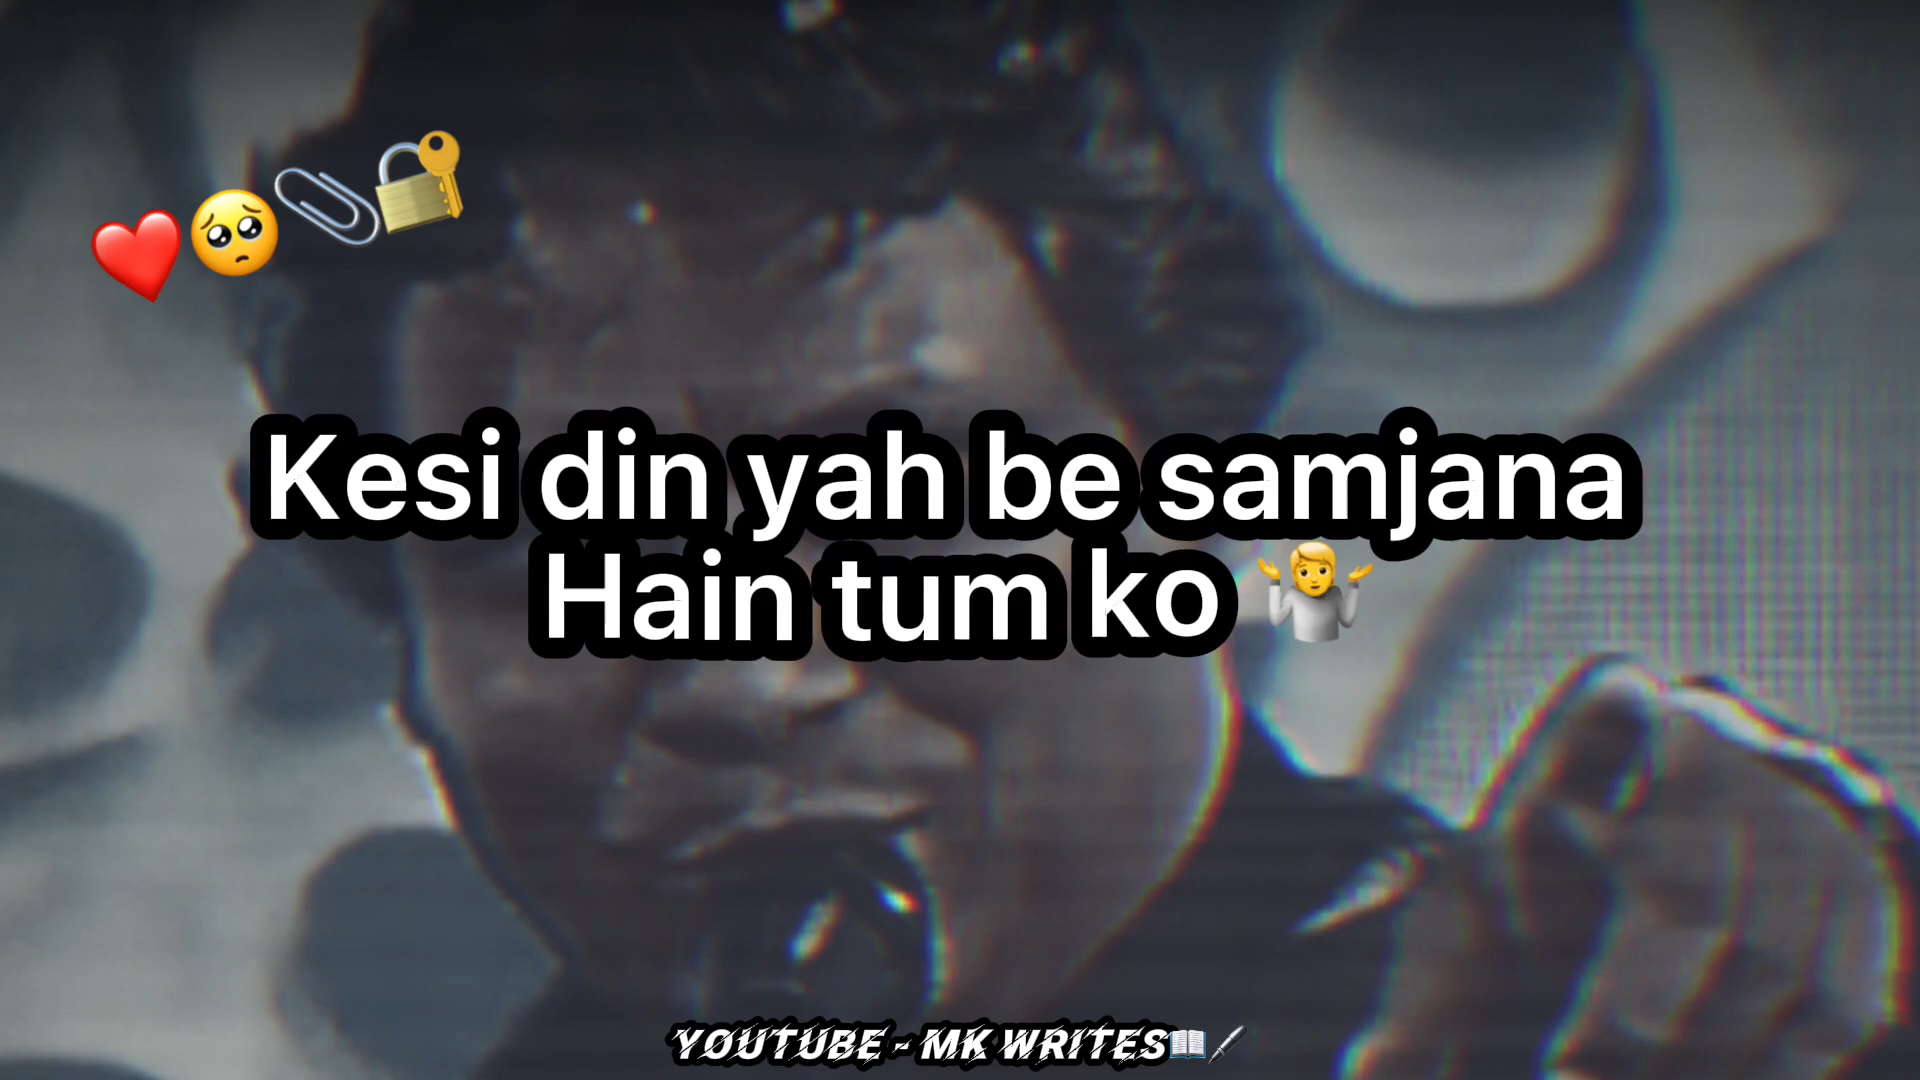 Kesi din yah be samjana
Hain tum ko 🤷
YOUTUBE - MK WRITES📖🖊️